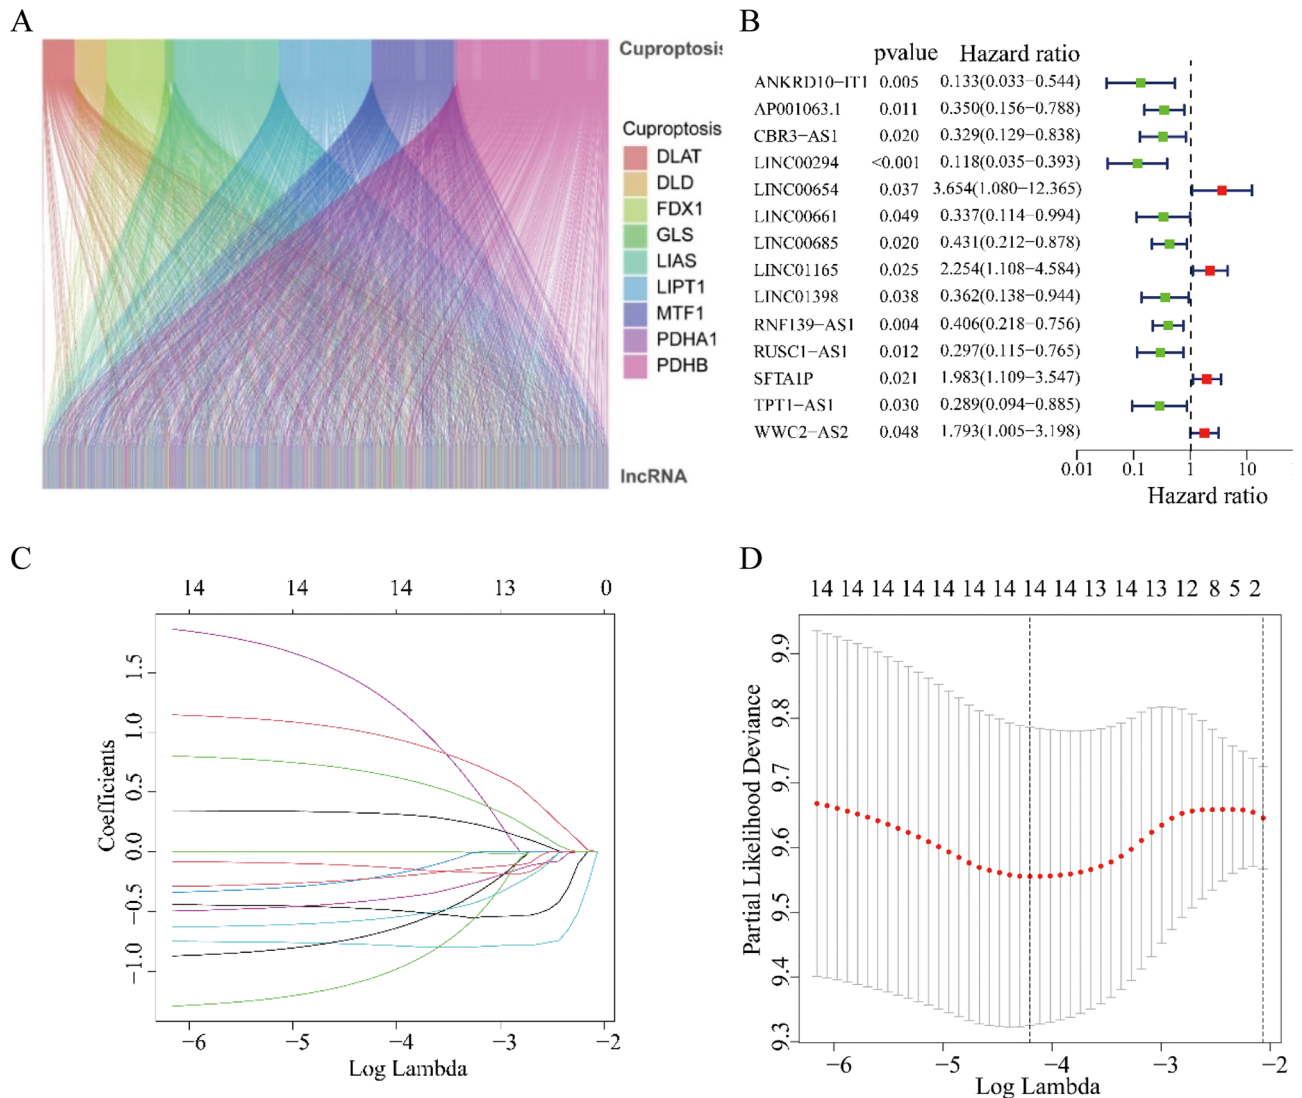 A
Cuproptosis
Cuproptosis
DLAT
DLD
FDX1
GLS
LIAS
LIPT1
MTF1
PDHA1
PDHB
lncRNA
B
pvalue Hazard ratio
ANKRD10−IT1 0.005 0.133(0.033−0.544)
AP001063.1 0.011 0.350(0.156−0.788)
CBR3−AS1 0.020 0.329(0.129−0.838)
LINC00294 <0.001 0.118(0.035−0.393)
LINC00654 0.037 3.654(1.080−12.365)
LINC00661 0.049 0.337(0.114−0.994)
LINC00685 0.020 0.431(0.212−0.878)
LINC01165 0.025 2.254(1.108−4.584)
LINC01398 0.038 0.362(0.138−0.944)
RNF139−AS1 0.004 0.406(0.218−0.756)
RUSC1−AS1 0.012 0.297(0.115−0.765)
SFTA1P 0.021 1.983(1.109−3.547)
TPT1−AS1 0.030 0.289(0.094−0.885)
WWC2−AS2 0.048 1.793(1.005−3.198)
0.01 0.1 1 10
Hazard ratio
C
14 14 14 13 0
1.5
1.0
0.5
0.0
−0.5
−1.0
Coefficients
−6 −5 −4 −3 −2
Log Lambda
D
14 14 14 14 14 14 14 14 14 13 14 13 12 8 5 2
9.9
9.8
9.7
9.6
9.5
9.4
9.3
Partial Likelihood Deviance
−6 −5 −4 −3 −2
Log Lambda